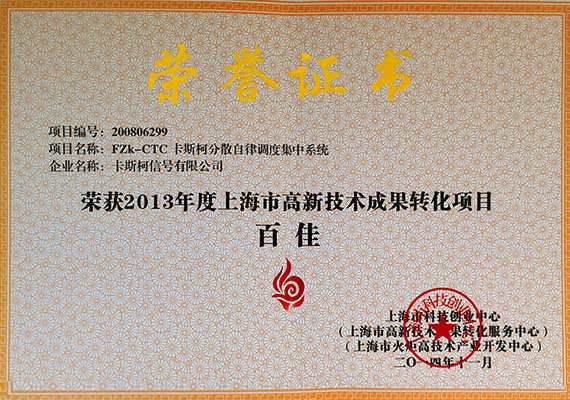 荣誉证书
项目编号：200806299
项目名称：FZk-CTC 卡斯柯分散自律调度集中系统
企业名称：卡斯柯信号有限公司
荣获2013年度上海市高新技术成果转化项目
百佳
上海市科技创业中心
（上海市高新技术成果转化服务中心）
（上海市火炬高技术产业开发中心）
二〇一四年十一月